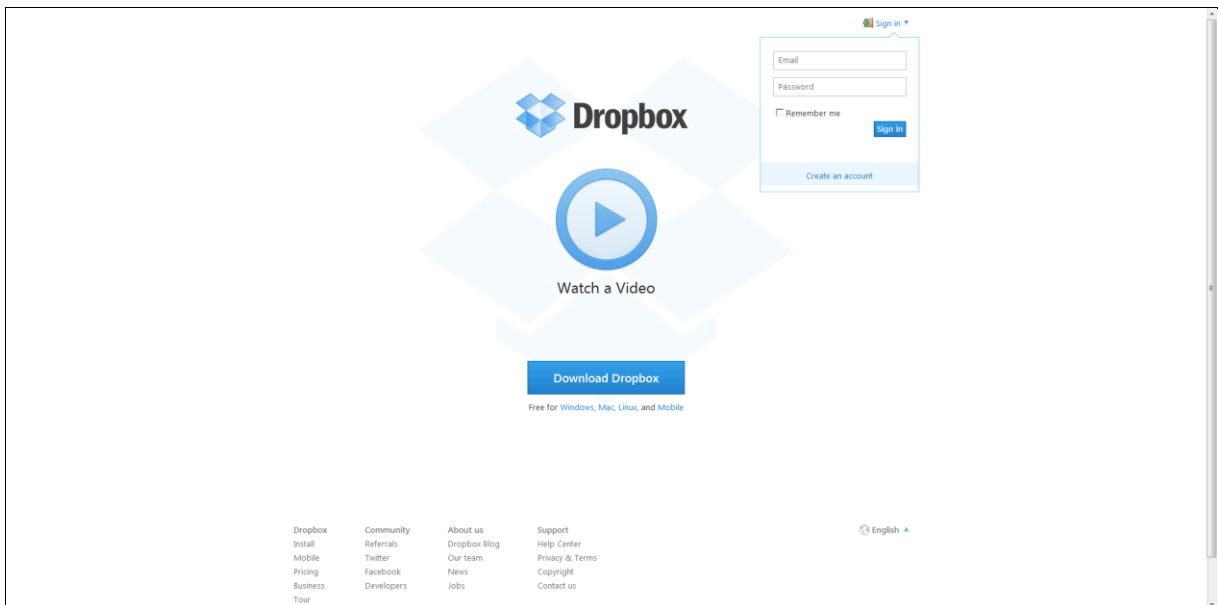 Sign in
Email
Password
Remember me
Sign in
Create an account
Dropbox
Watch a Video
Download Dropbox
Free for Windows, Mac, Linux, and Mobile
Dropbox
Install
Mobile
Pricing
Business
Tour
Community
Referrals
Twitter
Facebook
Developers
About us
Dropbox Blog
Our team
News
Jobs
Support
Help Center
Privacy & Terms
Copyright
Contact us
English